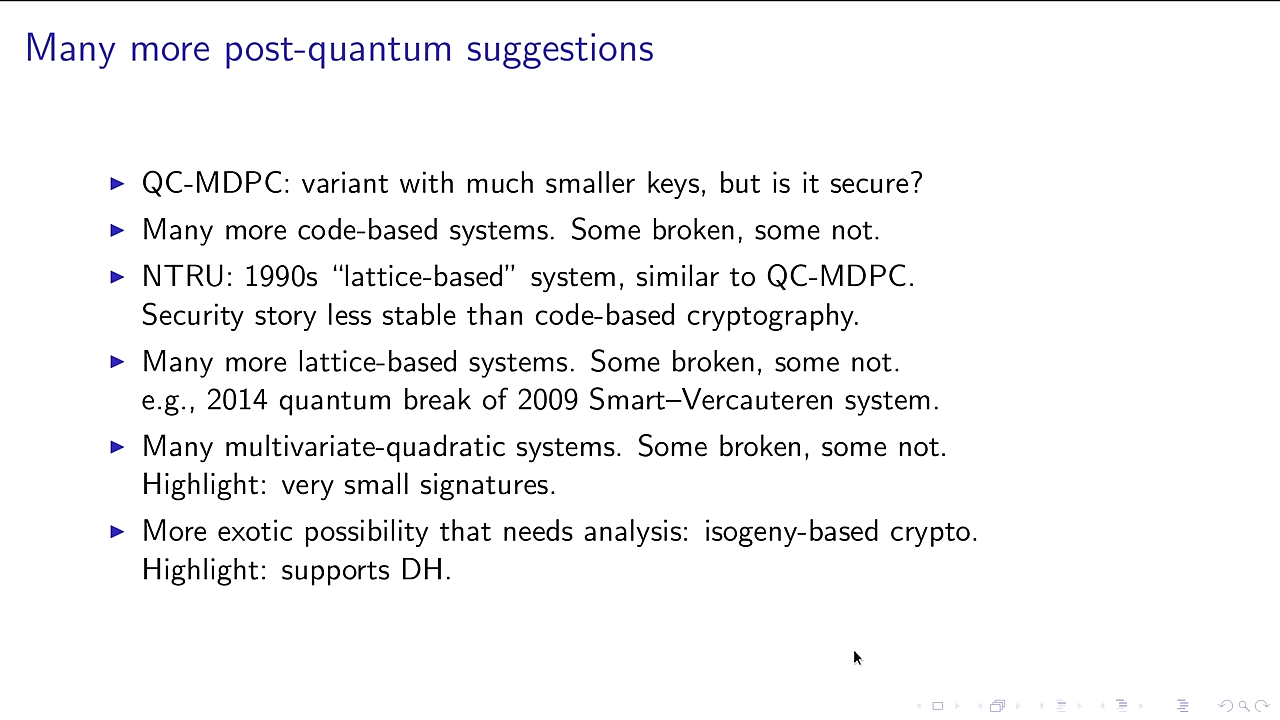 Many more post-quantum suggestions
QC-MDPC: variant with much smaller keys, but is it secure?
Many more code-based systems. Some broken, some not.
NTRU: 1990s “lattice-based” system, similar to QC-MDPC.
Security story less stable than code-based cryptography.
Many more lattice-based systems. Some broken, some not.
e.g., 2014 quantum break of 2009 Smart–Vercauteren system.
Many multivariate-quadratic systems. Some broken, some not.
Highlight: very small signatures.
More exotic possibility that needs analysis: isogeny-based crypto.
Highlight: supports DH.